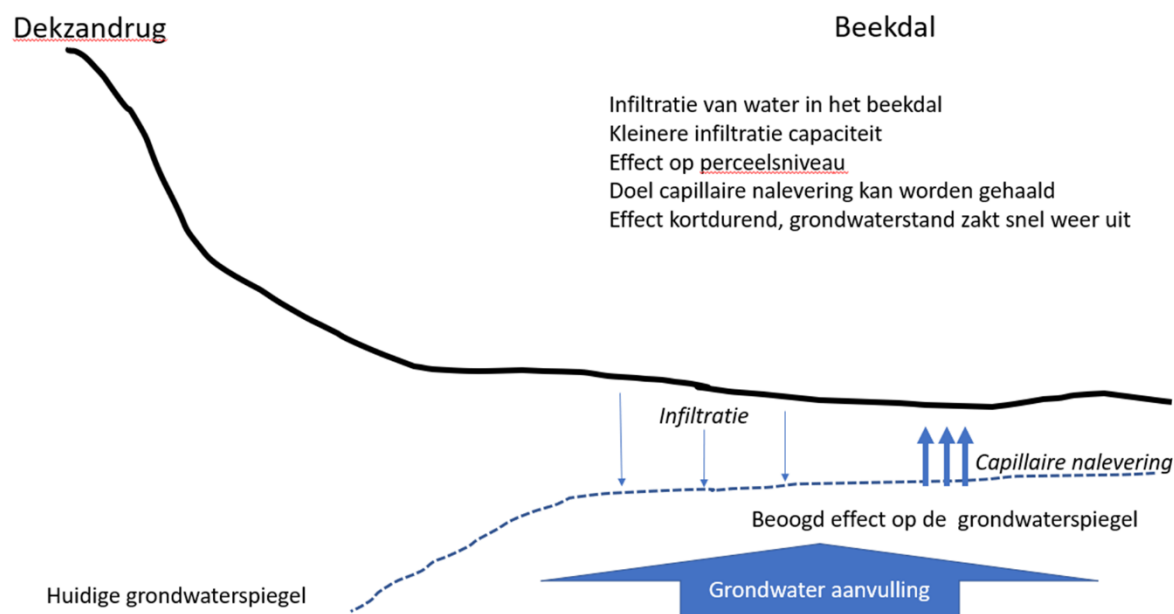 Dekzandrug
Beekdal
Infiltratie van water in het beekdal
Kleinere infiltratie capaciteit
Effect op perceelsniveau
Doel capillaire nalevering kan worden gehaald
Effect kortdurend, grondwaterstand zakt snel weer uit
Infiltratie
Capillaire nalevering
Beoogd effect op de grondwaterspiegel
Grondwater aanvulling
Huidige grondwaterspiegel